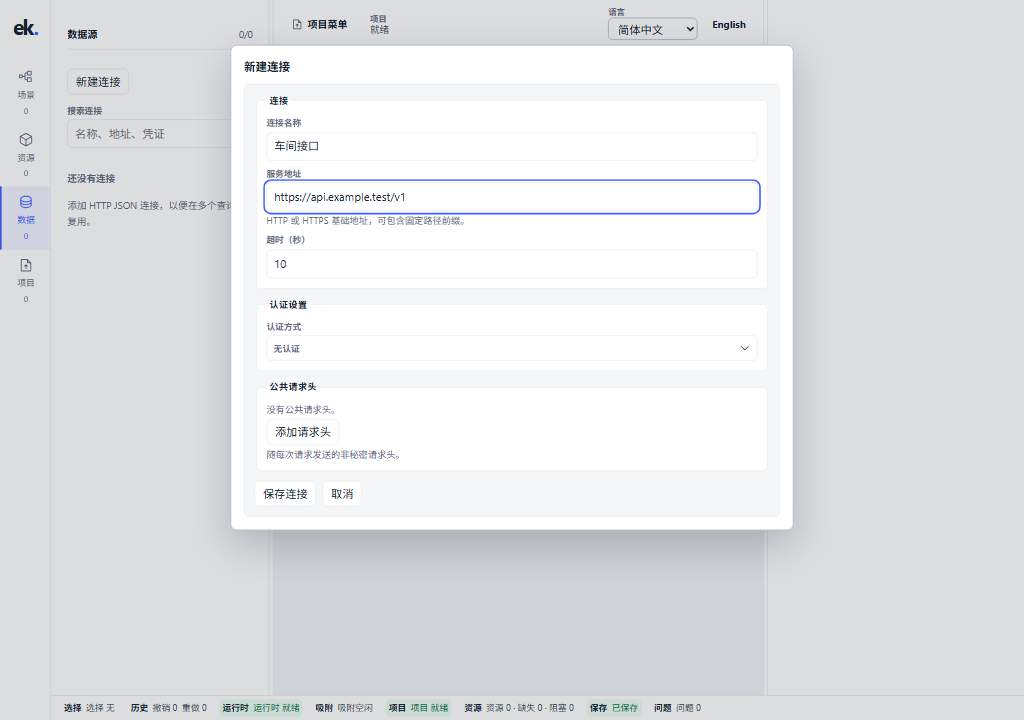 ek.
场景
0
资源
0
数据
0
项目
0
数据源
0/0
新建连接
搜索连接
名称、地址、凭证
还没有连接
添加 HTTP JSON 连接，以便在多个查
复用。
项目菜单
项目
就绪
语言
简体中文
English
新建连接
连接
连接名称
车间接口
服务地址
https://api.example.test/v1
HTTP 或 HTTPS 基础地址，可包含固定路径前缀。
超时（秒）
10
认证设置
认证方式
无认证
公共请求头
没有公共请求头。
添加请求头
随每次请求发送的非秘密请求头。
保存连接
取消
选择 选择 无 历史 撤销 0 重做 0 运行时 运行时 就绪 吸附 吸附空闲 项目 项目 就绪 资源 资源 0 · 缺失 0 · 阻塞 0 保存 已保存 问题 问题 0